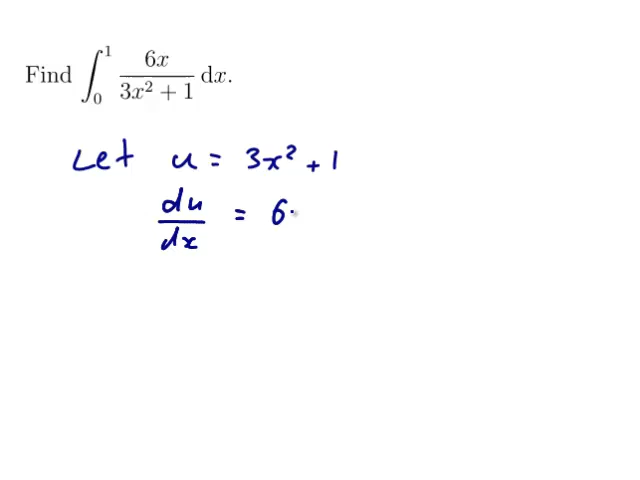 Find ∫₀¹ 6x/(3x² + 1) dx.
Let u = 3x² + 1
du/dx = 6